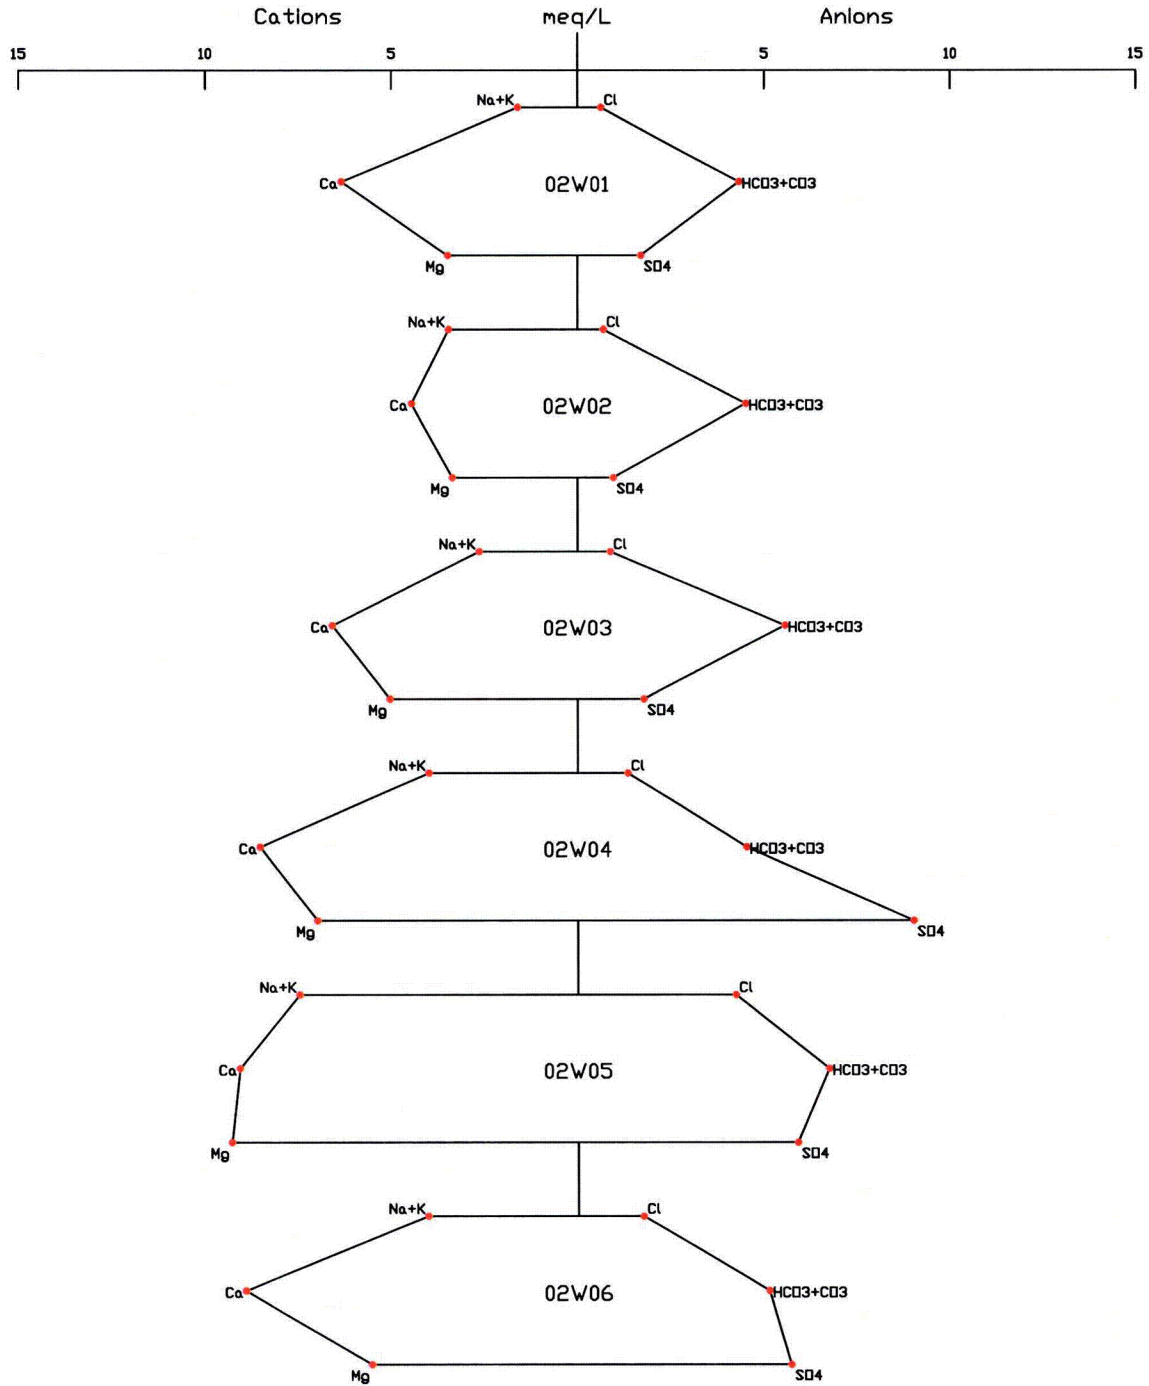 Cations meq/L Anions
15 10 5 5 10 15
Na+K Cl
Ca 02W01 HCO3+CO3
Mg SO4
Na+K Cl
Ca 02W02 HCO3+CO3
Mg SO4
Na+K Cl
Ca 02W03 HCO3+CO3
Mg SO4
Na+K Cl
Ca 02W04 HCO3+CO3
Mg SO4
Na+K Cl
Ca 02W05 HCO3+CO3
Mg SO4
Na+K Cl
Ca 02W06 HCO3+CO3
Mg SO4